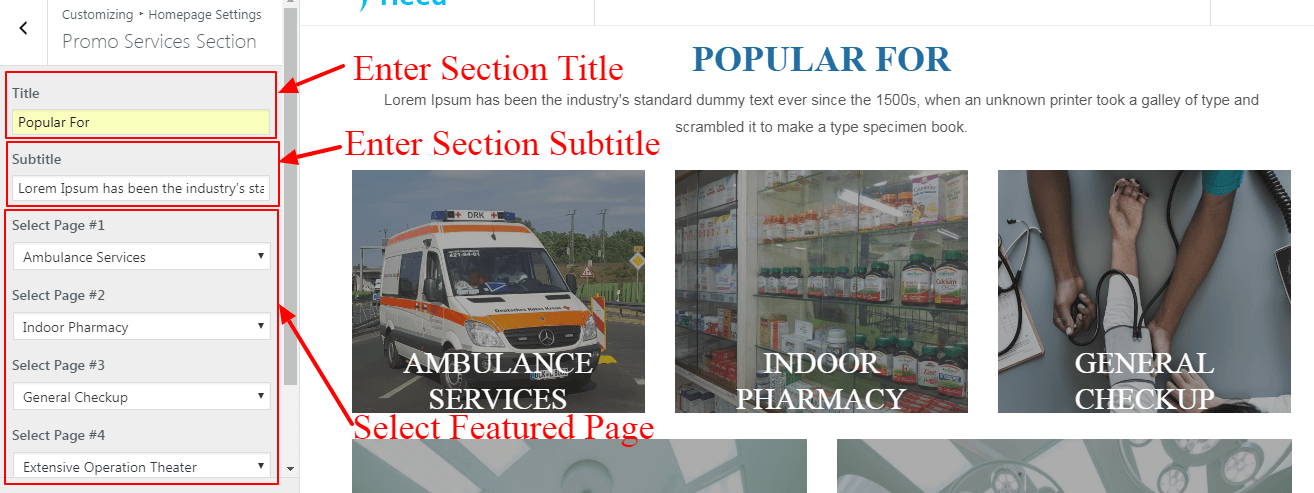 Customizing ‣ Homepage Settings
Promo Services Section
Title
Popular For
Subtitle
Lorem Ipsum has been the industry's sta
Select Page #1
Ambulance Services
Select Page #2
Indoor Pharmacy
Select Page #3
General Checkup
Select Page #4
Extensive Operation Theater
Enter Section Title
Enter Section Subtitle
Select Featured Page
POPULAR FOR
Lorem Ipsum has been the industry's standard dummy text ever since the 1500s, when an unknown printer took a galley of type and
scrambled it to make a type specimen book.
DRK
Deutsches Rotes Kreuz
AMBULANCE
SERVICES
INDOOR
PHARMACY
GENERAL
CHECKUP